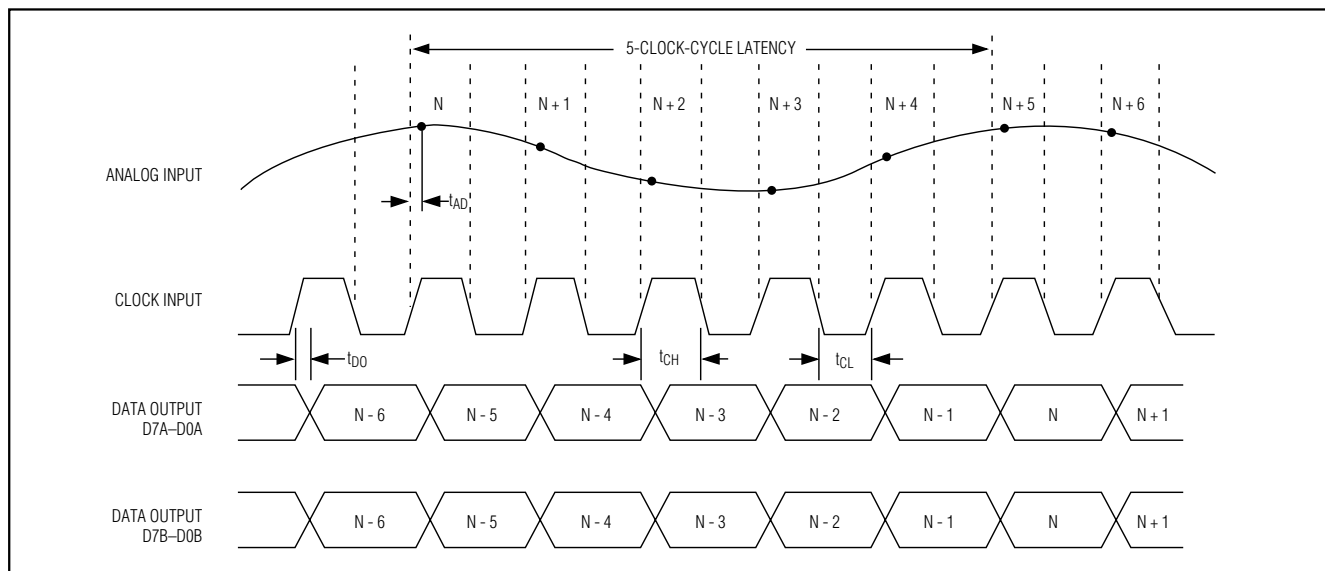 5-CLOCK-CYCLE LATENCY
N N + 1 N + 2 N + 3 N + 4 N + 5 N + 6
ANALOG INPUT
tAD
CLOCK INPUT
tDO tCH tCL
DATA OUTPUT
D7A–D0A
N - 6 N - 5 N - 4 N - 3 N - 2 N - 1 N N + 1
DATA OUTPUT
D7B–D0B
N - 6 N - 5 N - 4 N - 3 N - 2 N - 1 N N + 1